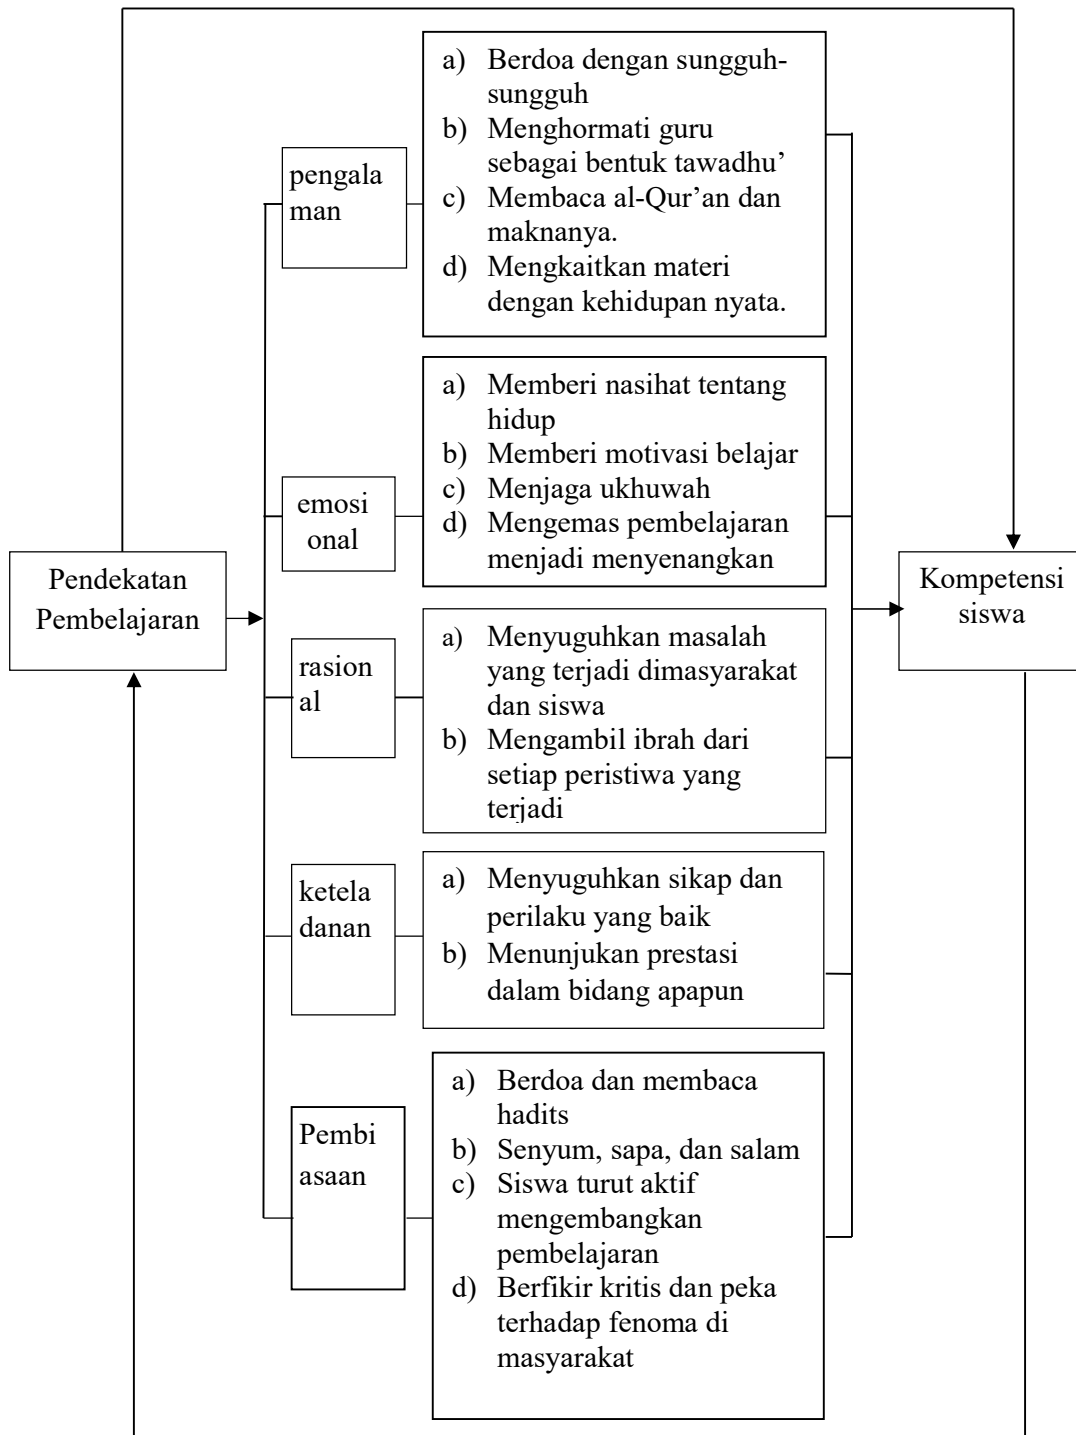 Pendekatan
Pembelajaran
pengala
man
a) Berdoa dengan sungguh-
sungguh
b) Menghormati guru
sebagai bentuk tawadhu’
c) Membaca al-Qur’an dan
maknanya.
d) Mengkaitkan materi
dengan kehidupan nyata.
emosi
onal
a) Memberi nasihat tentang
hidup
b) Memberi motivasi belajar
c) Menjaga ukhuwah
d) Mengemas pembelajaran
menjadi menyenangkan
rasion
al
a) Menyuguhkan masalah
yang terjadi dimasyarakat
dan siswa
b) Mengambil ibrah dari
setiap peristiwa yang
terjadi
ketela
danan
a) Menyuguhkan sikap dan
perilaku yang baik
b) Menunjukan prestasi
dalam bidang apapun
Pembi
asaan
a) Berdoa dan membaca
hadits
b) Senyum, sapa, dan salam
c) Siswa turut aktif
mengembangkan
pembelajaran
d) Berfikir kritis dan peka
terhadap fenoma di
masyarakat
Kompetensi
siswa